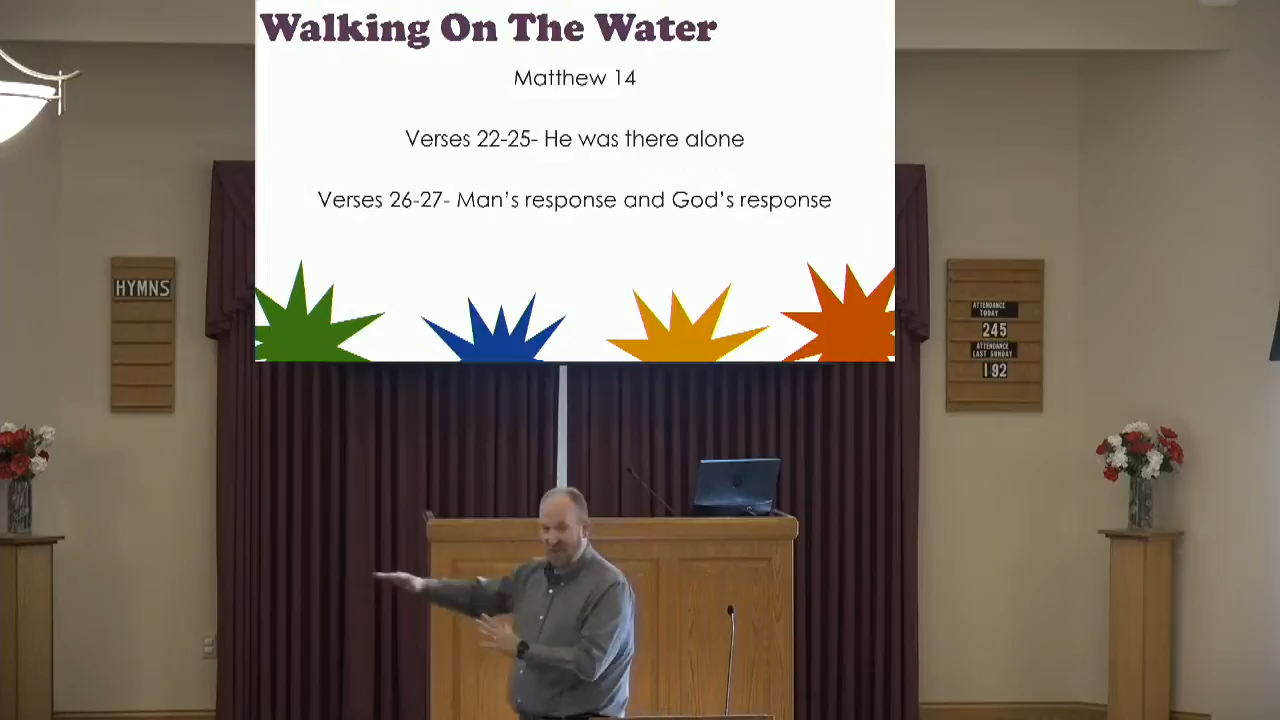 Walking On The Water
Matthew 14
Verses 22-25- He was there alone
Verses 26-27- Man's response and God's response
HYMNS
ATTENDANCE
TODAY
245
ATTENDANCE
LAST SUNDAY
192